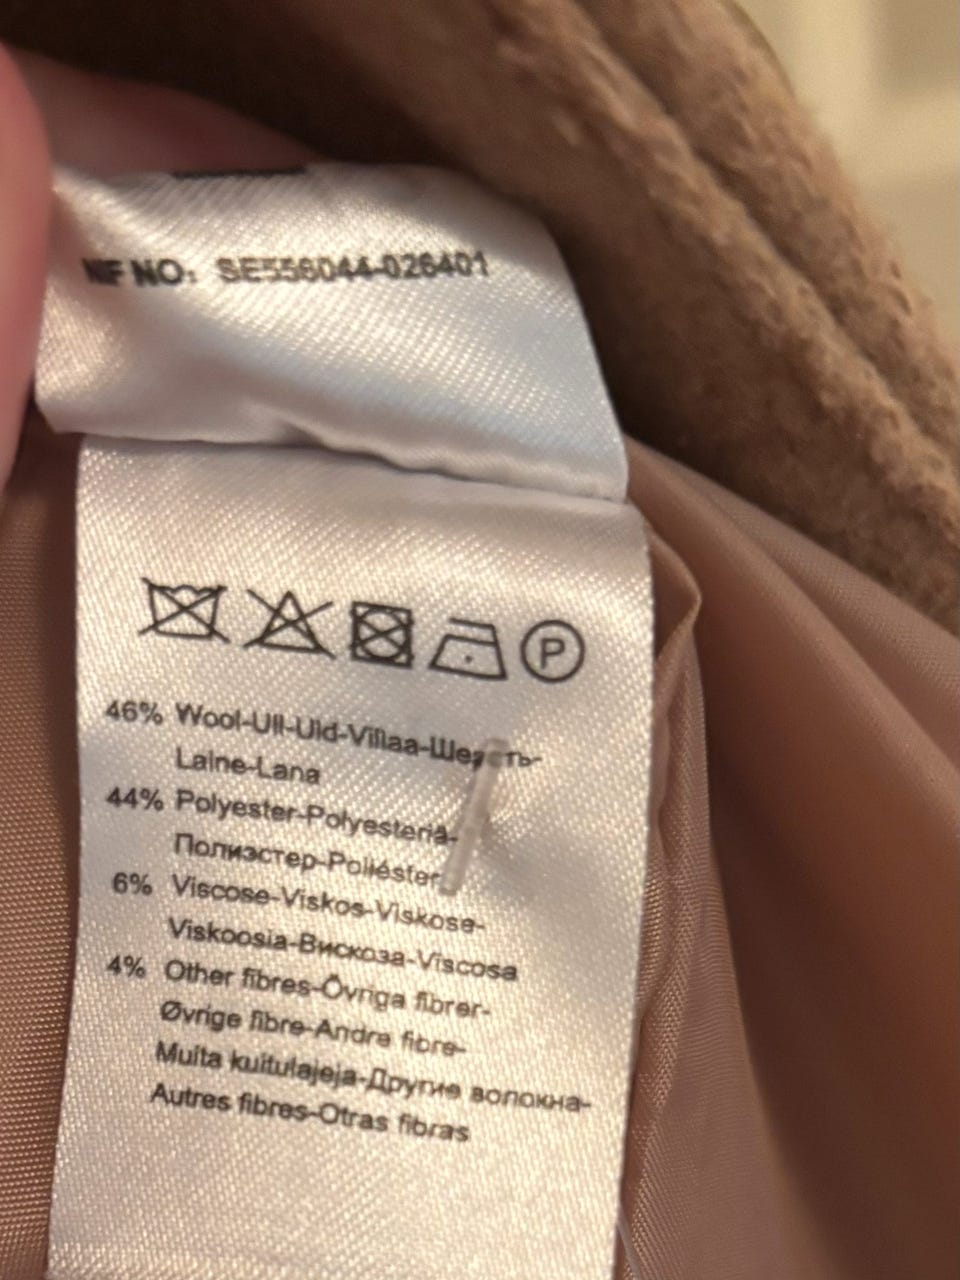 NIF NO: SE556044-026401
P
46% Wool-Ull-Uld-Villaa-Шерсть-
Laine-Lana
44% Polyester-Polyesteriä-
Полиэстер-Poliéster
6% Viscose-Viskos-Viskose-
Viskoosia-Вискоза-Viscosa
4% Other fibres-Övriga fibrer-
Øvrige fibre-Andre fibre-
Muita kuitulajeja-Другие волокна-
Autres fibres-Otras fibras